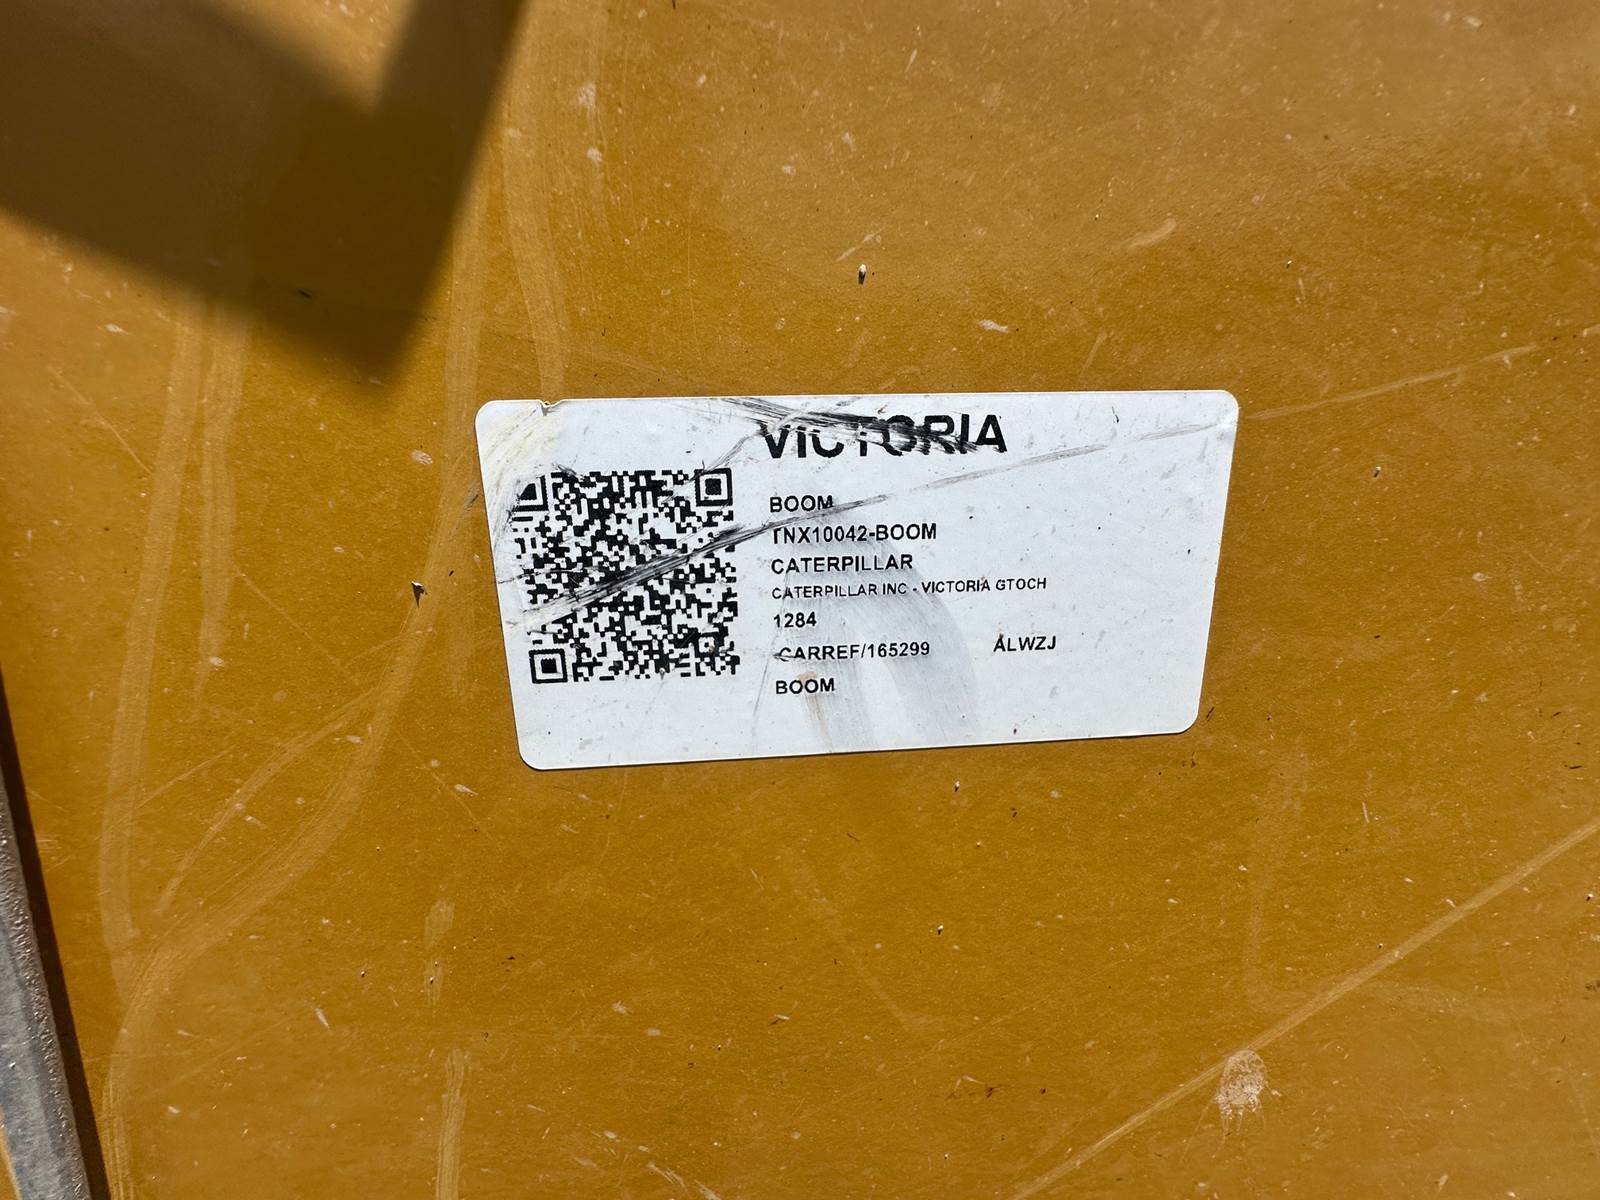 VICTORIA
BOOM
TNX10042-BOOM
CATERPILLAR
CATERPILLAR INC - VICTORIA GTOCH
1284
CARREF/165299 ALWZJ
BOOM